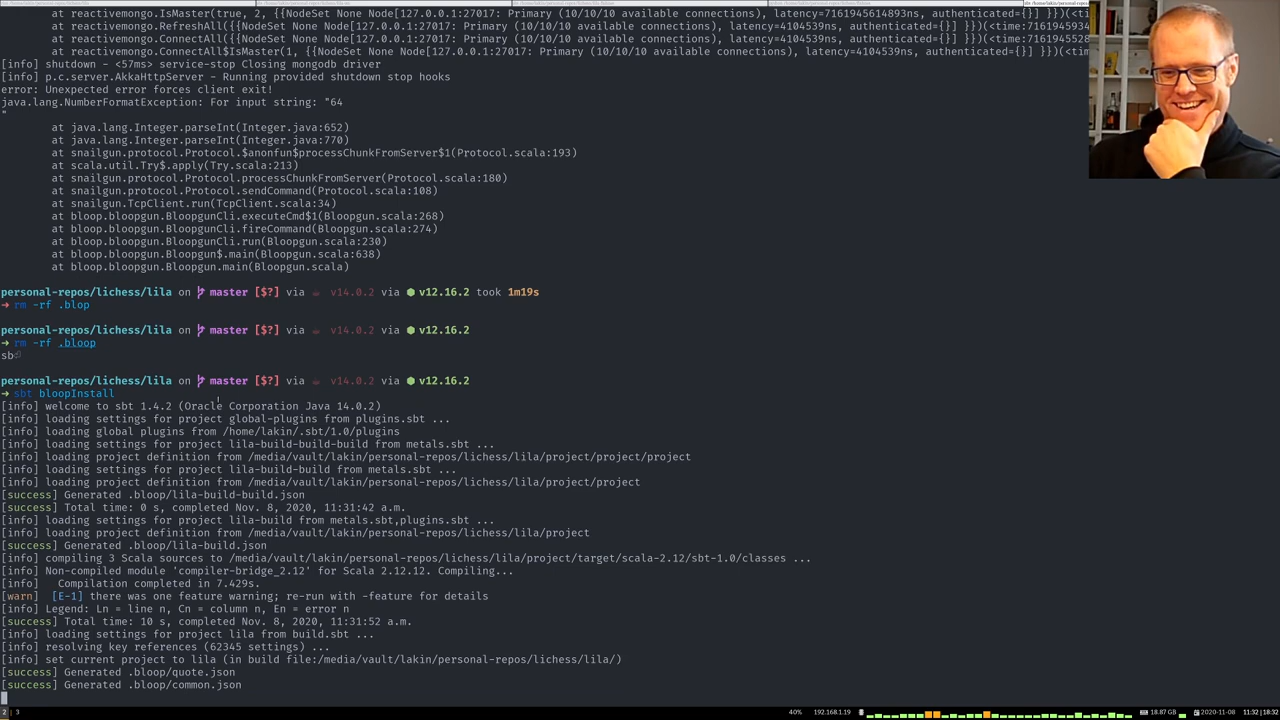 at reactivemongo.IsMaster(true, 2, {{NodeSet None Node[127.0.0.1:27017: Primary (10/10/10 available connections), latency=7161945614893ns, authenticated={}] }})(<t
at reactivemongo.RefreshAll({{NodeSet None Node[127.0.0.1:27017: Primary (10/10/10 available connections), latency=4104539ns, authenticated={}] }})(<time:716194593
at reactivemongo.ConnectAll({{NodeSet None Node[127.0.0.1:27017: Primary (10/10/10 available connections), latency=4104539ns, authenticated={}] }})(<time:716194593
at reactivemongo.ConnectAll$IsMaster(1, {{NodeSet None Node[127.0.0.1:27017: Primary (10/10/10 available connections), latency=4104539ns, authenticated={}] }})(<time:7161945528
[info] shutdown - <57ms> service-stop Closing mongodb driver
[info] p.c.server.AkkaHttpServer - Running provided shutdown stop hooks
error: Unexpected error forces client exit!
java.lang.NumberFormatException: For input string: "64
"
at java.lang.Integer.parseInt(Integer.java:652)
at java.lang.Integer.parseInt(Integer.java:770)
at snailgun.protocol.Protocol.$anonfun$processChunkFromServer$1(Protocol.scala:193)
at scala.util.Try$.apply(Try.scala:213)
at snailgun.protocol.Protocol.processChunkFromServer(Protocol.scala:180)
at snailgun.protocol.Protocol.sendCommand(Protocol.scala:108)
at snailgun.TcpClient.run(TcpClient.scala:34)
at bloop.bloopgun.BloopgunCli.executeCmd$1(Bloopgun.scala:268)
at bloop.bloopgun.BloopgunCli.fireCommand(Bloopgun.scala:274)
at bloop.bloopgun.BloopgunCli.run(Bloopgun.scala:230)
at bloop.bloopgun.Bloopgun$.main(Bloopgun.scala:638)
at bloop.bloopgun.Bloopgun.main(Bloopgun.scala)
personal-repos/lichess/lila on master [$?] via v14.0.2 via v12.16.2 took 1m19s
➜ rm -rf .blop
personal-repos/lichess/lila on master [$?] via v14.0.2 via v12.16.2
➜ rm -rf .bloop
sb⏎
personal-repos/lichess/lila on master [$?] via v14.0.2 via v12.16.2
➜ sbt bloopInstall
[info] welcome to sbt 1.4.2 (Oracle Corporation Java 14.0.2)
[info] loading settings for project global-plugins from plugins.sbt ...
[info] loading global plugins from /home/lakin/.sbt/1.0/plugins
[info] loading settings for project lila-build-build-build from metals.sbt ...
[info] loading project definition from /media/vault/lakin/personal-repos/lichess/lila/project/project/project
[info] loading settings for project lila-build-build from metals.sbt ...
[info] loading project definition from /media/vault/lakin/personal-repos/lichess/lila/project/project
[success] Generated .bloop/lila-build-build.json
[success] Total time: 0 s, completed Nov. 8, 2020, 11:31:42 a.m.
[info] loading settings for project lila-build from metals.sbt,plugins.sbt ...
[info] loading project definition from /media/vault/lakin/personal-repos/lichess/lila/project
[success] Generated .bloop/lila-build.json
[info] compiling 3 Scala sources to /media/vault/lakin/personal-repos/lichess/lila/project/target/scala-2.12/sbt-1.0/classes ...
[info] Non-compiled module 'compiler-bridge_2.12' for Scala 2.12.12. Compiling...
[info]   Compilation completed in 7.429s.
[warn]  [E-1] there was one feature warning; re-run with -feature for details
[info] Legend: Ln = line n, Cn = column n, En = error n
[success] Total time: 10 s, completed Nov. 8, 2020, 11:31:52 a.m.
[info] loading settings for project lila from build.sbt ...
[info] resolving key references (62345 settings) ...
[info] set current project to lila (in build file:/media/vault/lakin/personal-repos/lichess/lila/)
[success] Generated .bloop/quote.json
[success] Generated .bloop/common.json
2 3 40% 192.168.1.19 18.87 GB 2020-11-08 11:32|18:32